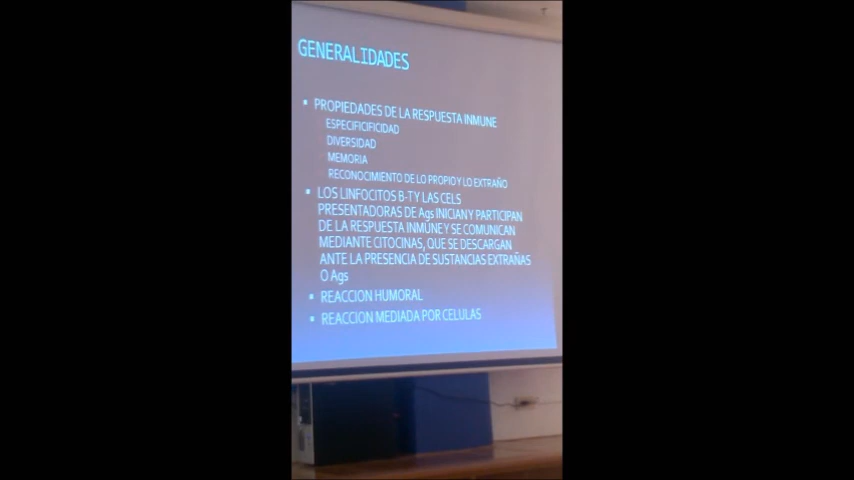 GENERALIDADES
• PROPIEDADES DE LA RESPUESTA INMUNE
ESPECIFICIFICIDAD
DIVERSIDAD
MEMORIA
RECONOCIMIENTO DE LO PROPIO Y LO EXTRAÑO
• LOS LINFOCITOS B-T Y LAS CELS
PRESENTADORAS DE Ags INICIAN Y PARTICIPAN
DE LA RESPUESTA INMUNE Y SE COMUNICAN
MEDIANTE CITOCINAS, QUE SE DESCARGAN
ANTE LA PRESENCIA DE SUSTANCIAS EXTRAÑAS
O Ags
• REACCION HUMORAL
• REACCION MEDIADA POR CELULAS